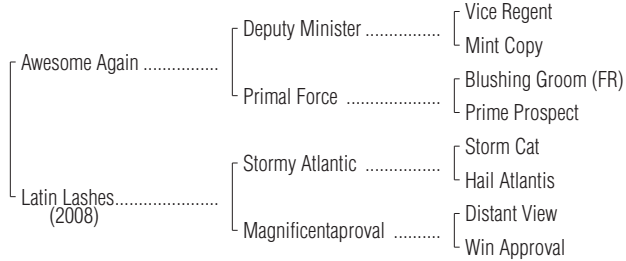 Vice Regent
Deputy Minister ..................
Mint Copy
Awesome Again ...............
Blushing Groom (FR)
Primal Force ...................
Prime Prospect
Storm Cat
Stormy Atlantic ...............
Hail Atlantis
Latin Lashes.....................
(2008)
Distant View
Magnificentaproval ..........
Win Approval